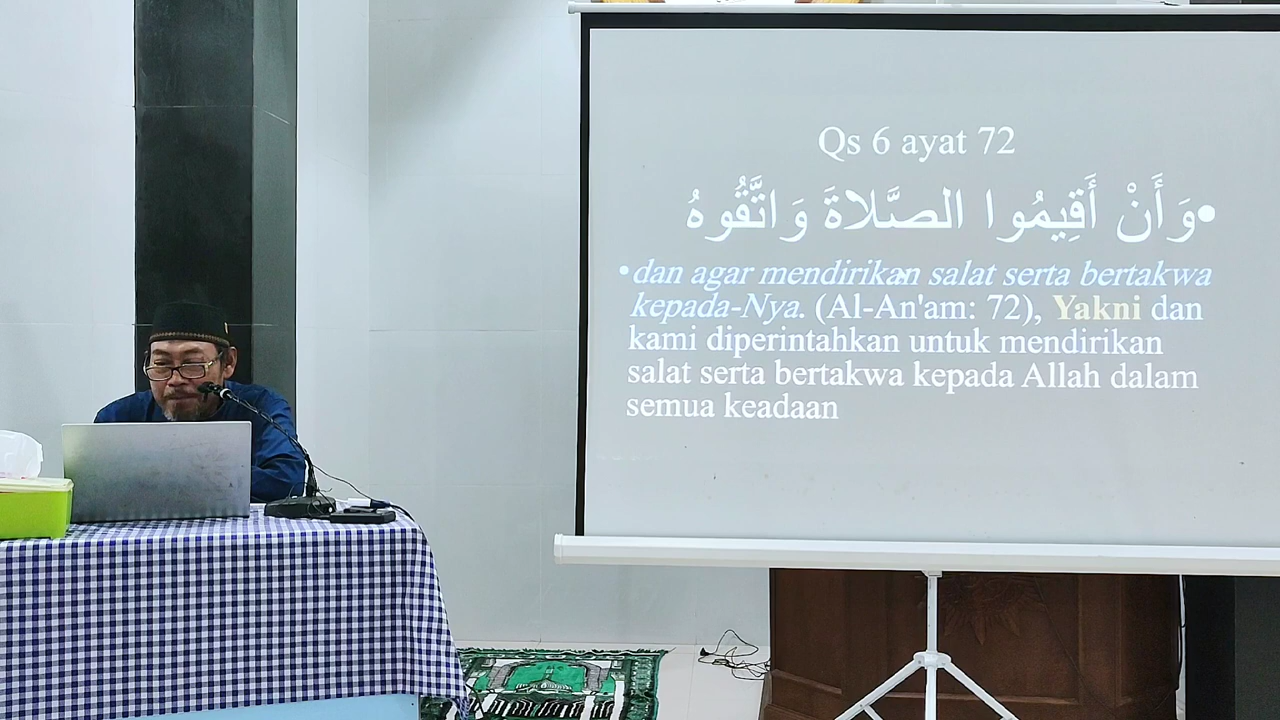 Qs 6 ayat 72
•وَأَنْ أَقِيمُوا الصَّلاةَ وَاتَّقُوهُ
•dan agar mendirikan salat serta bertakwa
kepada-Nya. (Al-An'am: 72), Yakni dan
kami diperintahkan untuk mendirikan
salat serta bertakwa kepada Allah dalam
semua keadaan